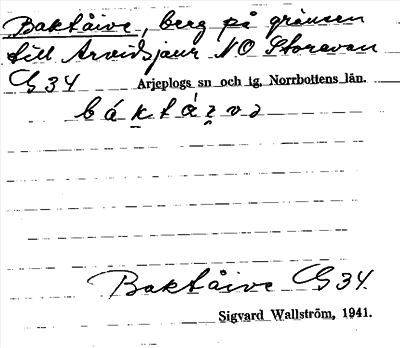 Baktåive, berg på gränsen
till Arvidsjaur NO Storavan
G 34 Arjeplogs sn och tg, Norrbottens län.
Baktåive G 34.
Sigvard Wallström, 1941.